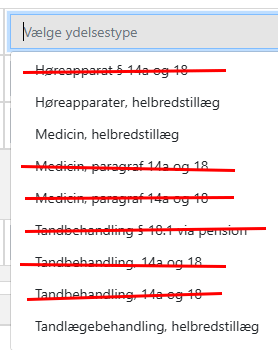 Vælge ydelsestype
Høreapparat § 14a og 18
Høreapparater, helbredstillæg
Medicin, helbredstillæg
Medicin, paragraf 14a og 18
Medicin, paragraf 14a og 18
Tandbehandling § 18.1 via pension
Tandbehandling, 14a og 18
Tandbehandling, 14a og 18
Tandlægebehandling, helbredstillæg